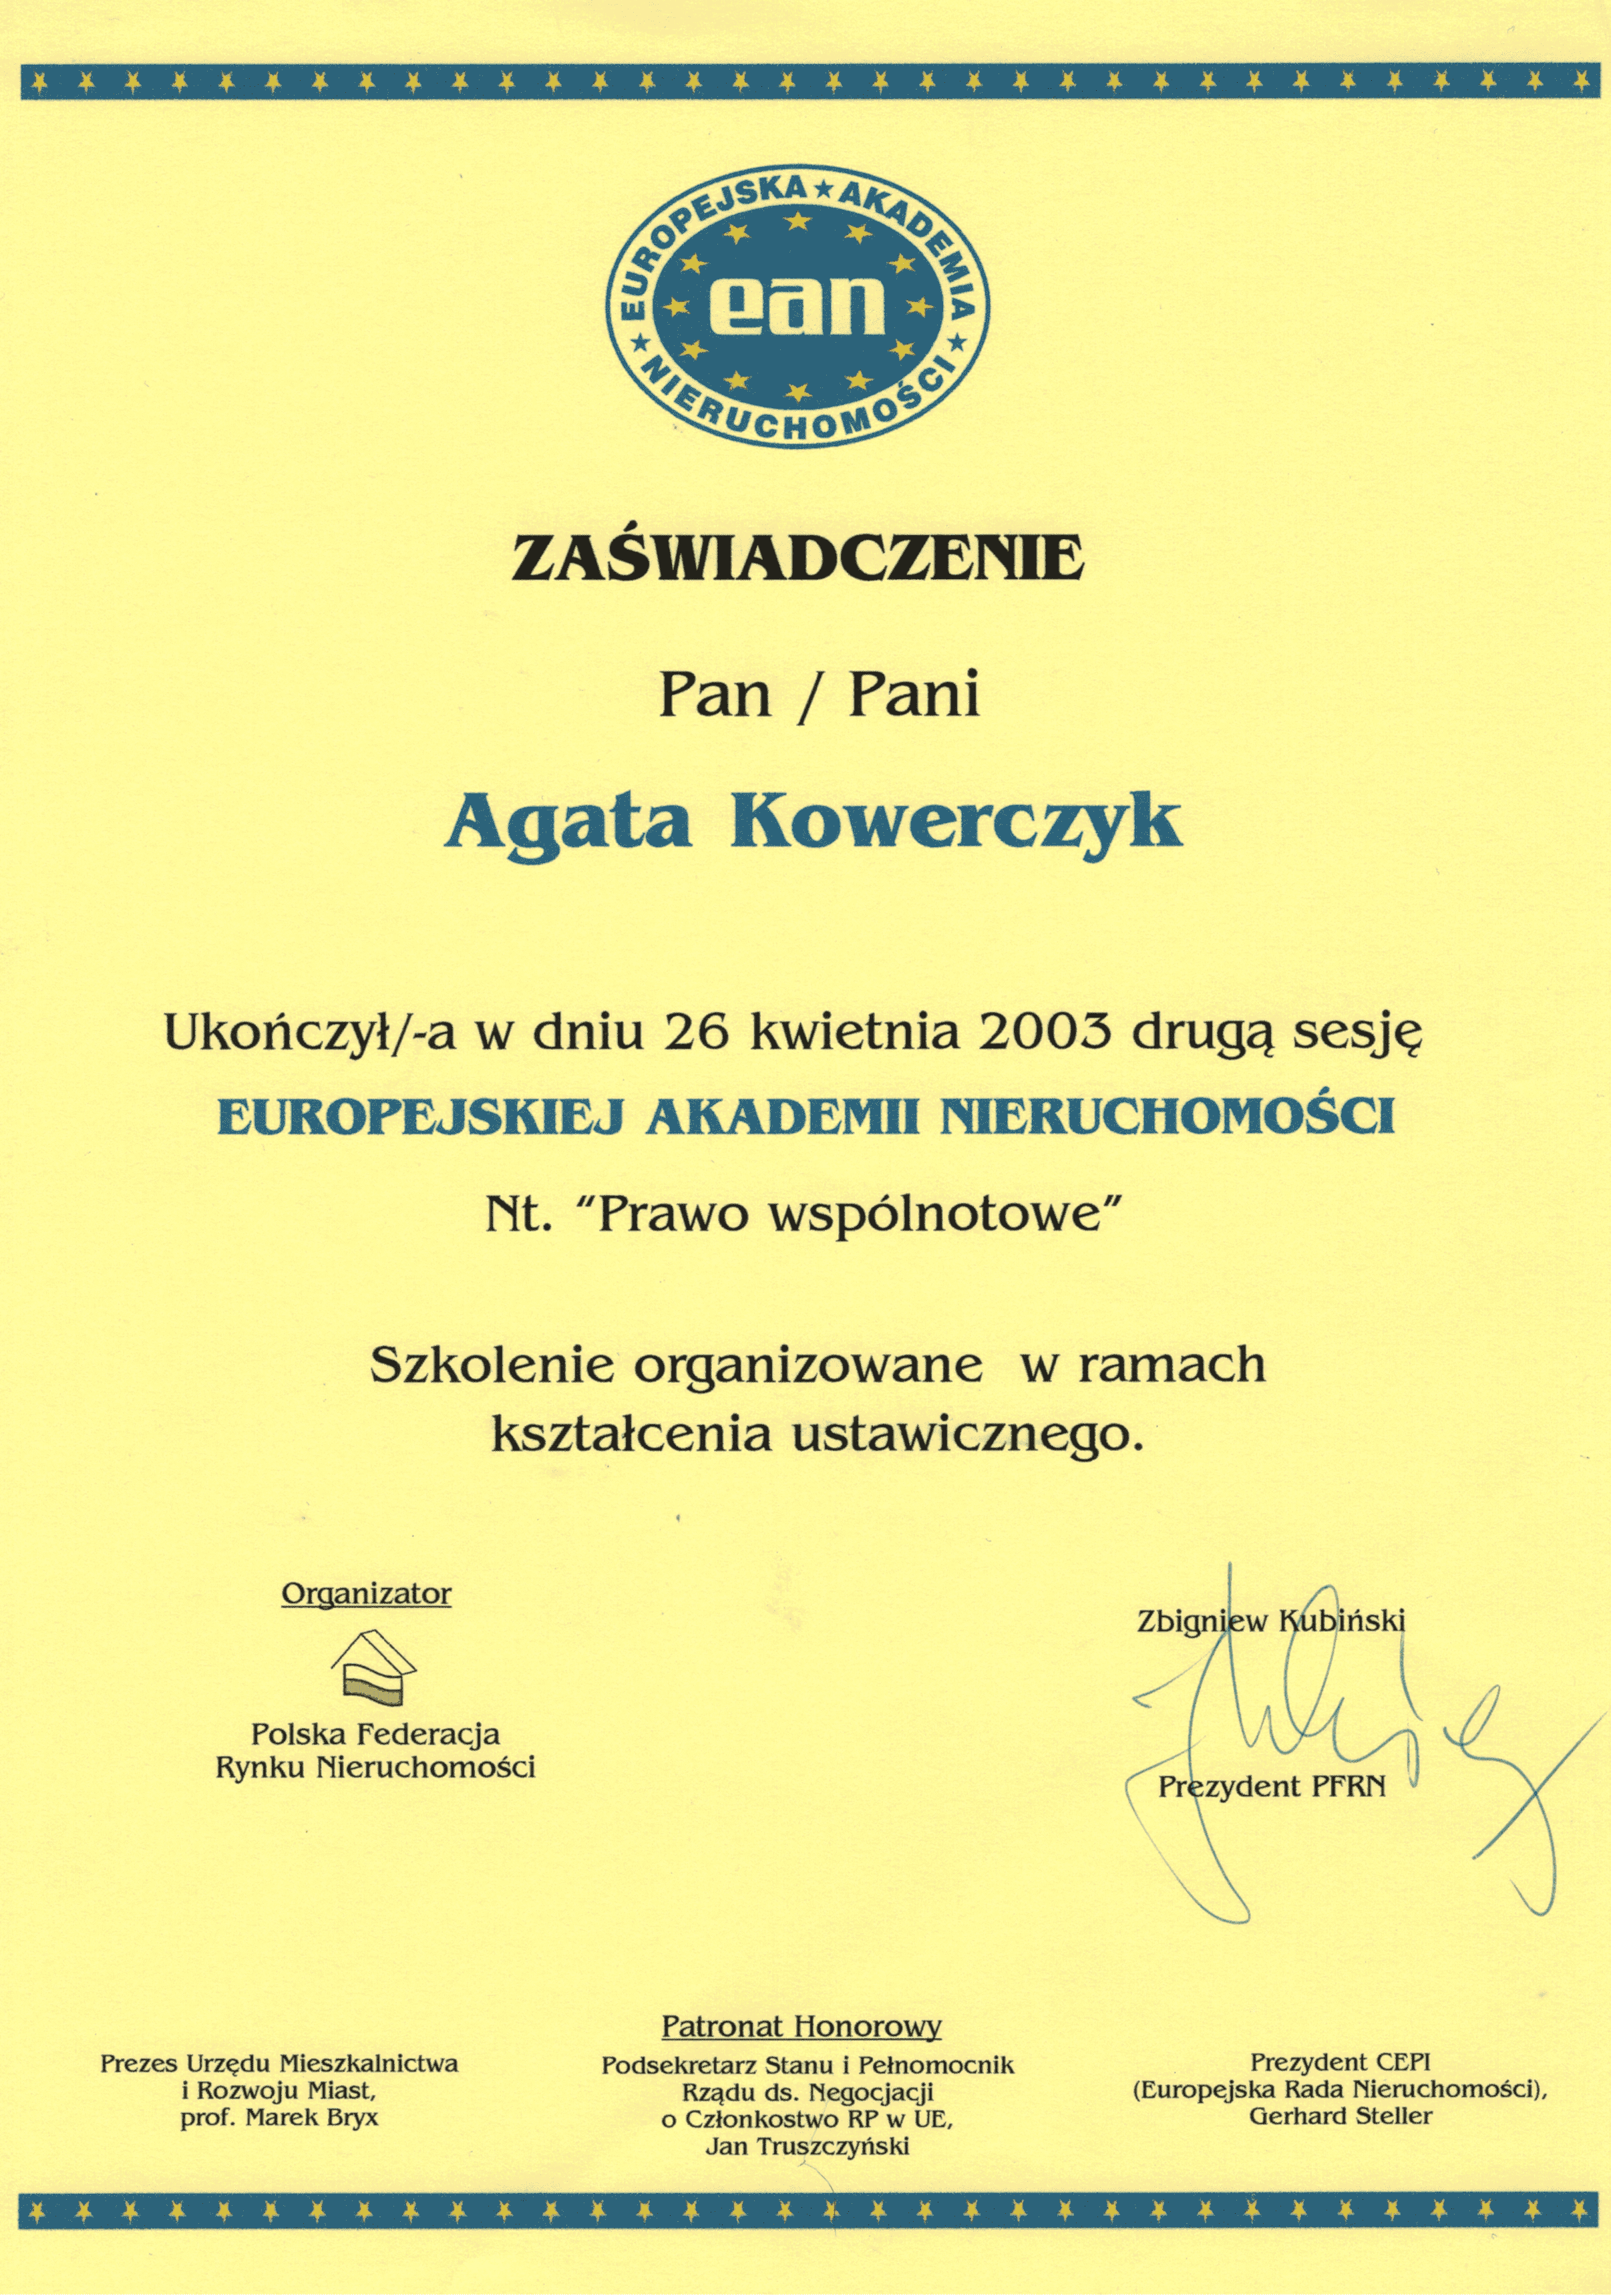 EUROPEJSKA ★ AKADEMIA ★ NIERUCHOMOŚCI ★
ean
ZAŚWIADCZENIE
Pan / Pani
Agata Kowerczyk
Ukończył/-a w dniu 26 kwietnia 2003 drugą sesję
EUROPEJSKIEJ AKADEMII NIERUCHOMOŚCI
Nt. “Prawo wspólnotowe”
Szkolenie organizowane w ramach
kształcenia ustawicznego.
Organizator
Polska Federacja
Rynku Nieruchomości
Zbigniew Kubiński
Prezydent PFRN
Patronat Honorowy
Prezes Urzędu Mieszkalnictwa
i Rozwoju Miast,
prof. Marek Bryx
Podsekretarz Stanu i Pełnomocnik
Rządu ds. Negocjacji
o Członkostwo RP w UE,
Jan Truszczyński
Prezydent CEPI
(Europejska Rada Nieruchomości),
Gerhard Steller